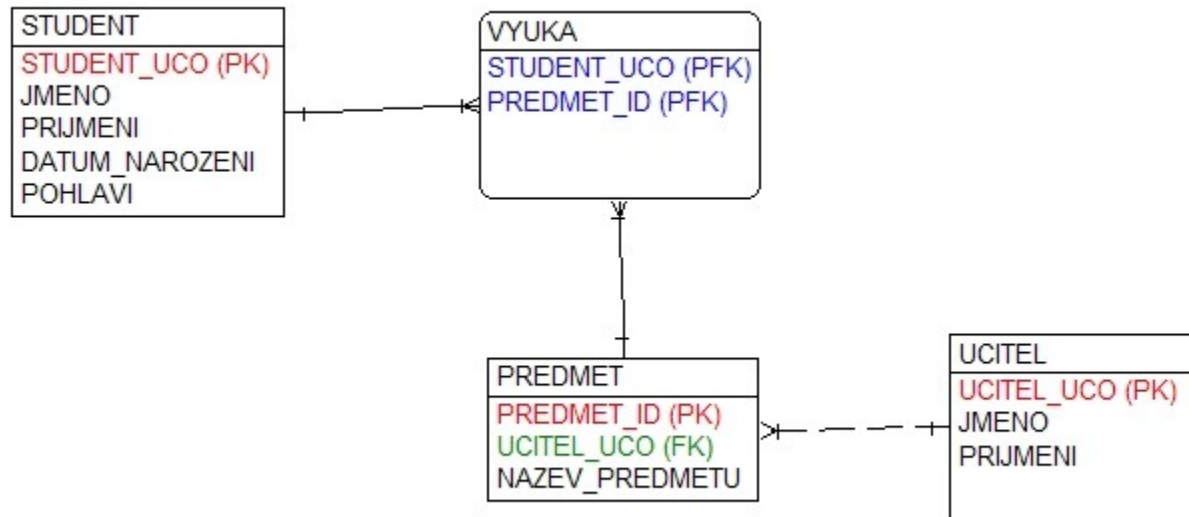 STUDENT
STUDENT_UCO (PK)
JMENO
PRIJMENI
DATUM_NAROZENI
POHLAVI
VYUKA
STUDENT_UCO (PFK)
PREDMET_ID (PFK)
PREDMET
PREDMET_ID (PK)
UCITEL_UCO (FK)
NAZEV_PREDMETU
UCITEL
UCITEL_UCO (PK)
JMENO
PRIJMENI